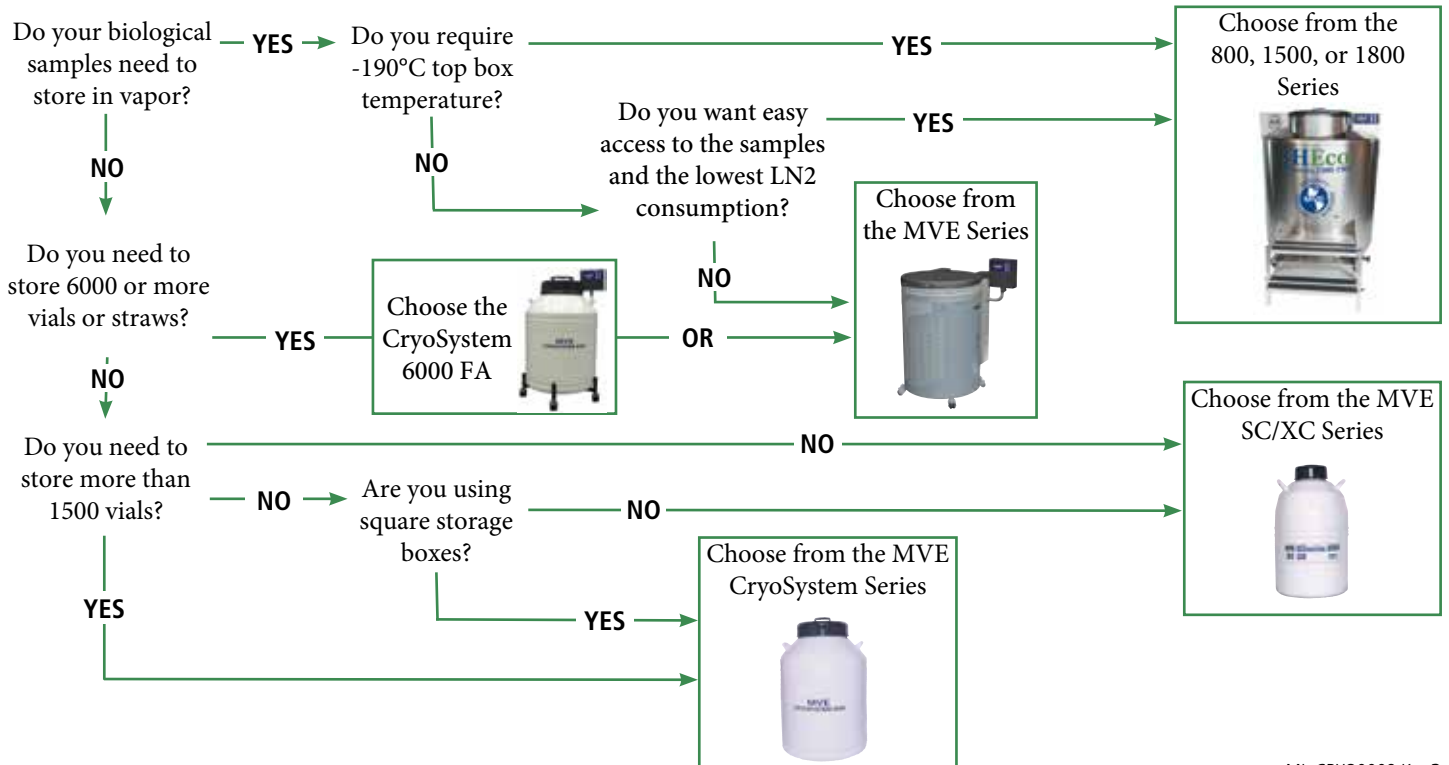 Do your biological
samples need to
store in vapor?
YES
Do you require
-190°C top box
temperature?
YES
Choose from the
800, 1500, or 1800
Series
HEco
NO
NO
Do you want easy
access to the samples
and the lowest LN2
consumption?
YES
NO
Choose from
the MVE Series
Do you need to
store 6000 or more
vials or straws?
YES
Choose the
CryoSystem
6000 FA
MVE
OR
NO
Do you need to
store more than
1500 vials?
NO
Choose from the MVE
SC/XC Series
NO
Are you using
square storage
boxes?
NO
YES
YES
Choose from the MVE
CryoSystem Series
MVE